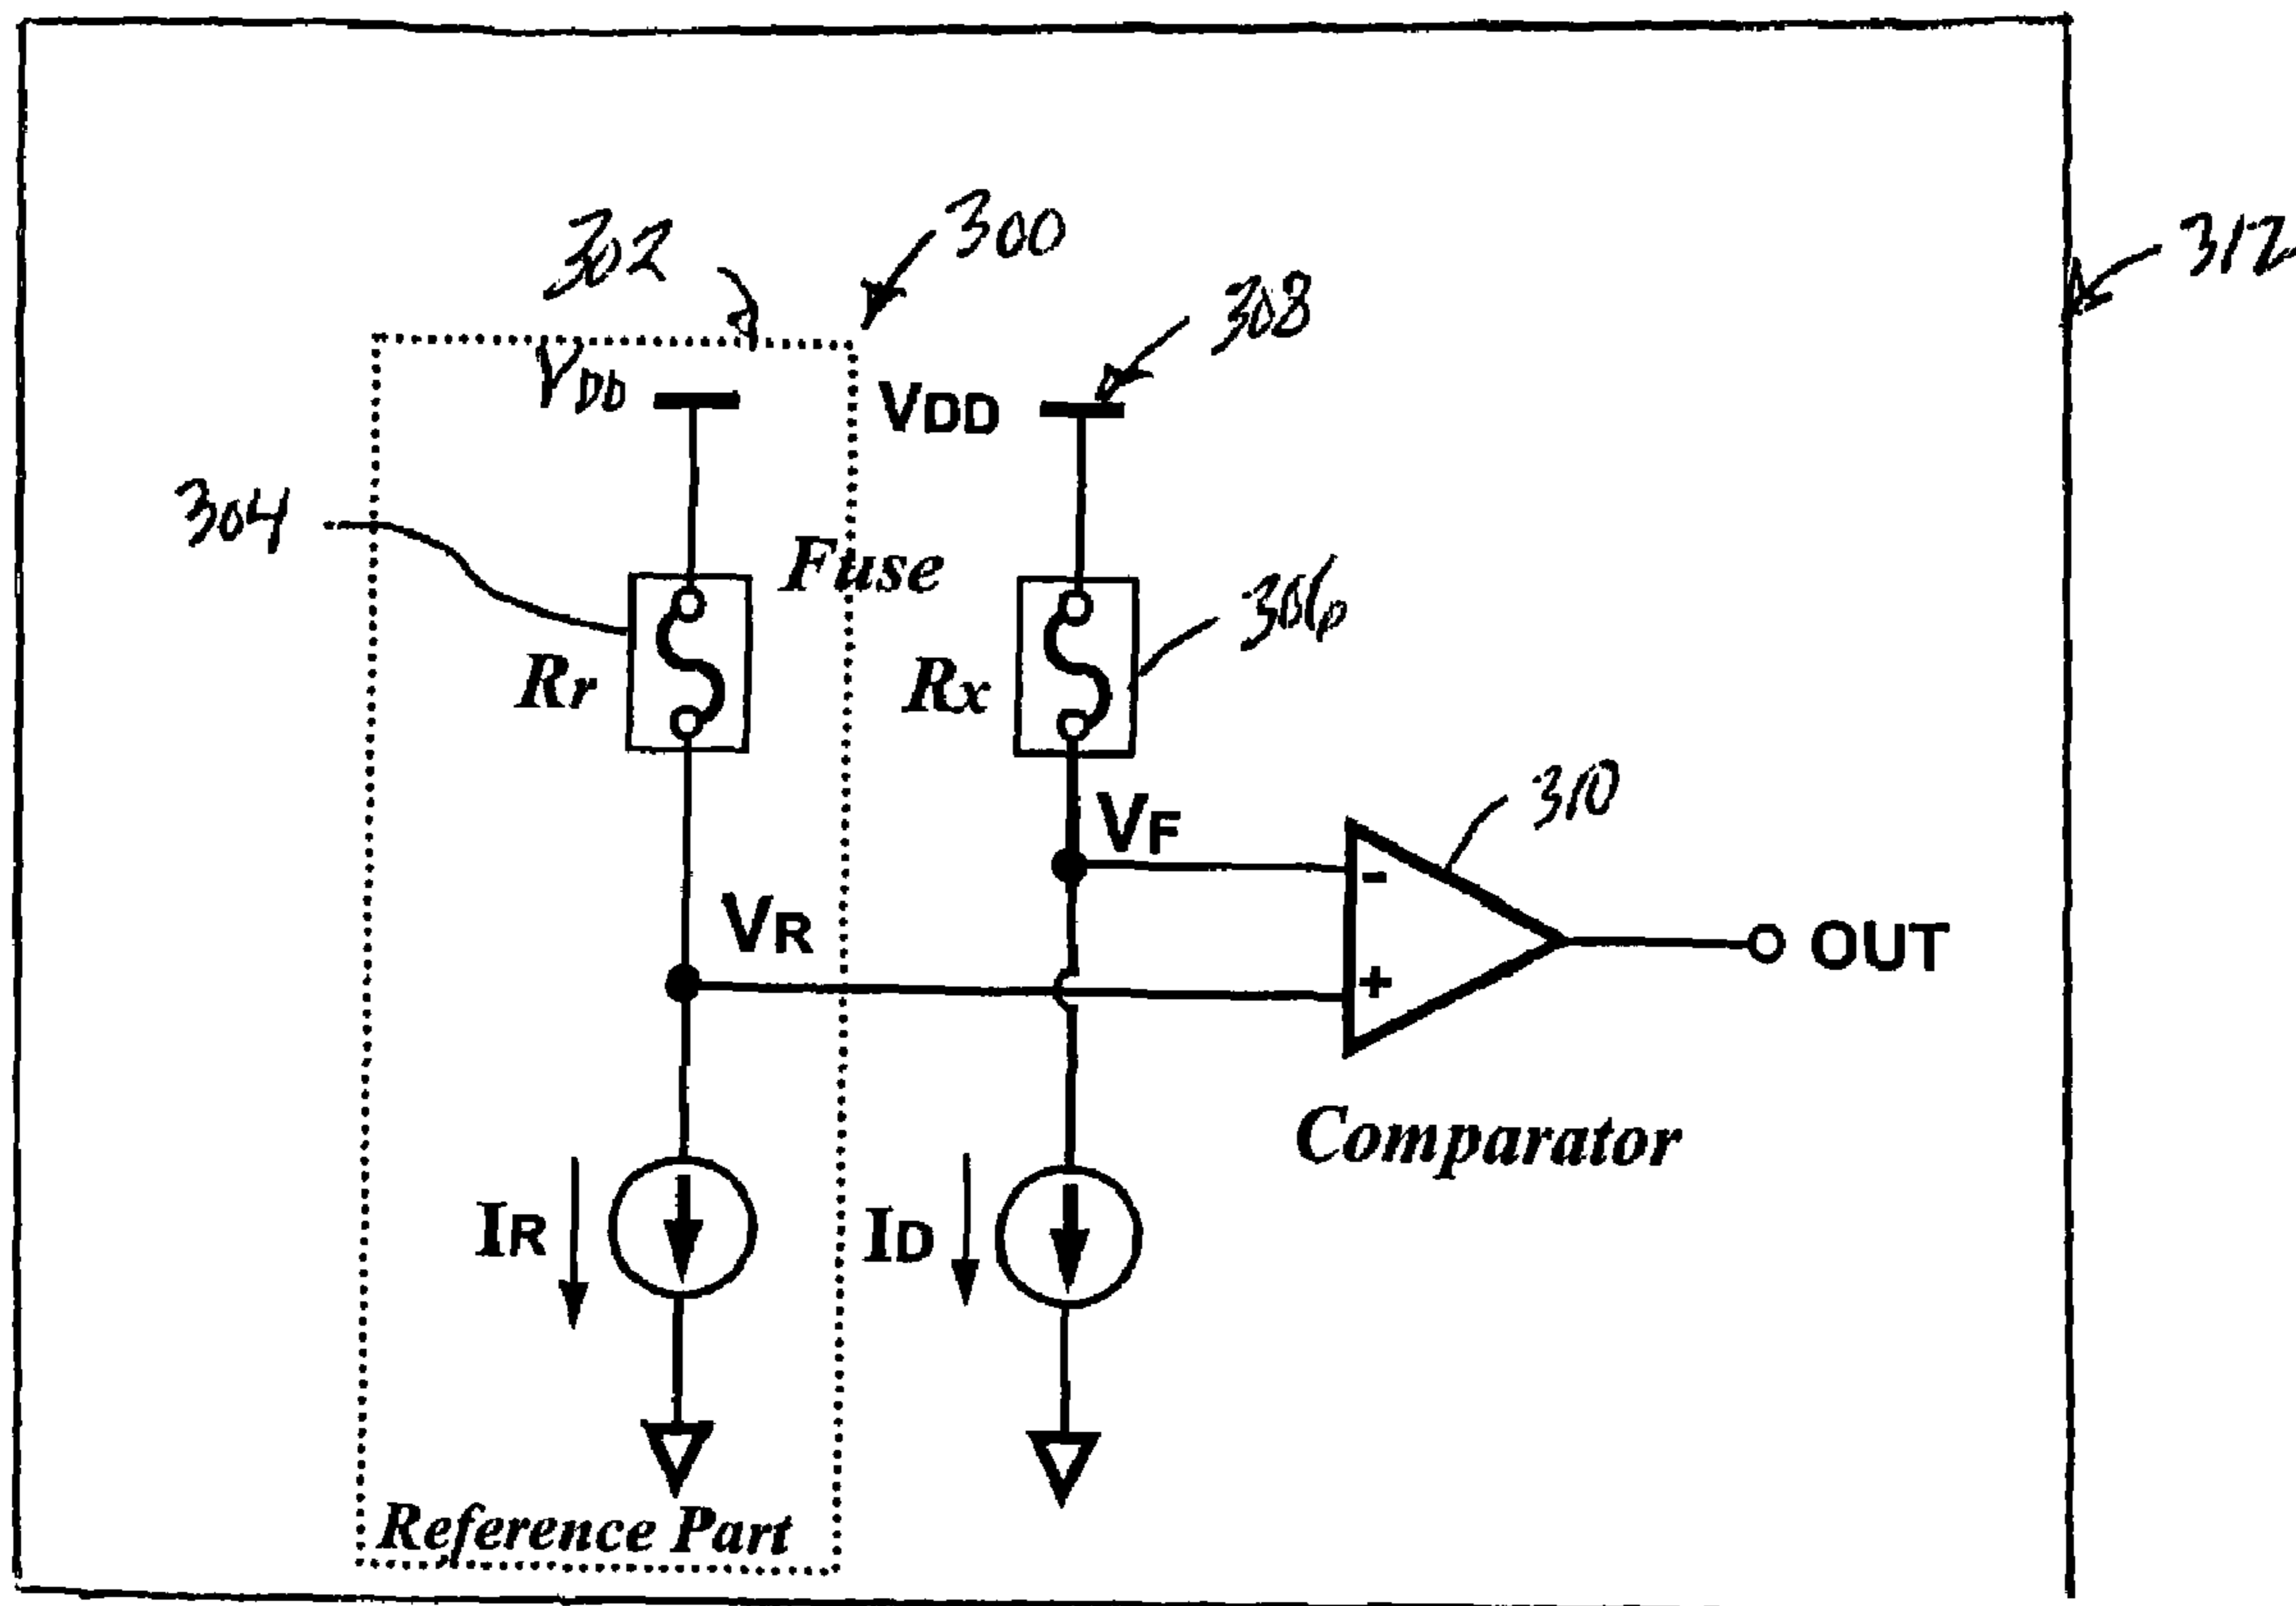 302
300
308
312
VDD
VDD
304
Fuse
306
Rr
Rx
310
VF
VR
-
+
OUT
Comparator
IR
ID
Reference Part